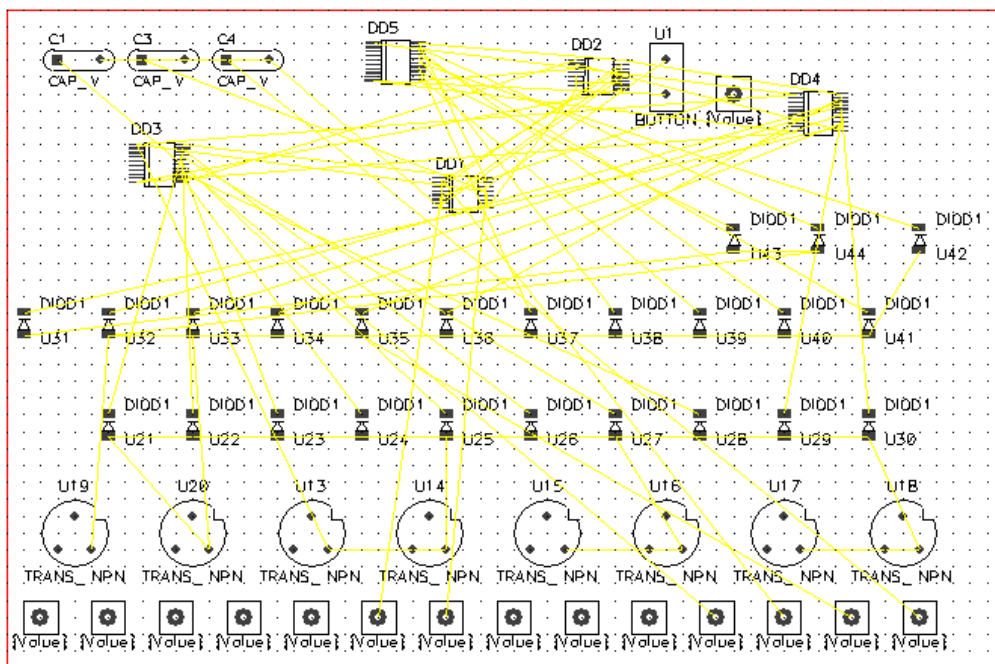 C1 C3 C4 DD5 DD2 U1
CAP_V CAP_V CAP_V DD4
BUTTON {Value}
DD3 DD1
DIOD1 DIOD1 DIOD1
U43 U44 U42
DIOD1 DIOD1 DIOD1 DIOD1 DIOD1 DIOD1 DIOD1 DIOD1 DIOD1 DIOD1 DIOD1
U31 U32 U33 U34 U35 U36 U37 U38 U39 U40 U41
DIOD1 DIOD1 DIOD1 DIOD1 DIOD1 DIOD1 DIOD1 DIOD1 DIOD1 DIOD1
U21 U22 U23 U24 U25 U26 U27 U28 U29 U30
U19 U20 U13 U14 U15 U16 U17 U18
TRANS_NPN TRANS_NPN TRANS_NPN TRANS_NPN TRANS_NPN TRANS_NPN TRANS_NPN TRANS_NPN
{Value} {Value} {Value} {Value} {Value} {Value} {Value} {Value} {Value} {Value} {Value} {Value} {Value} {Value}